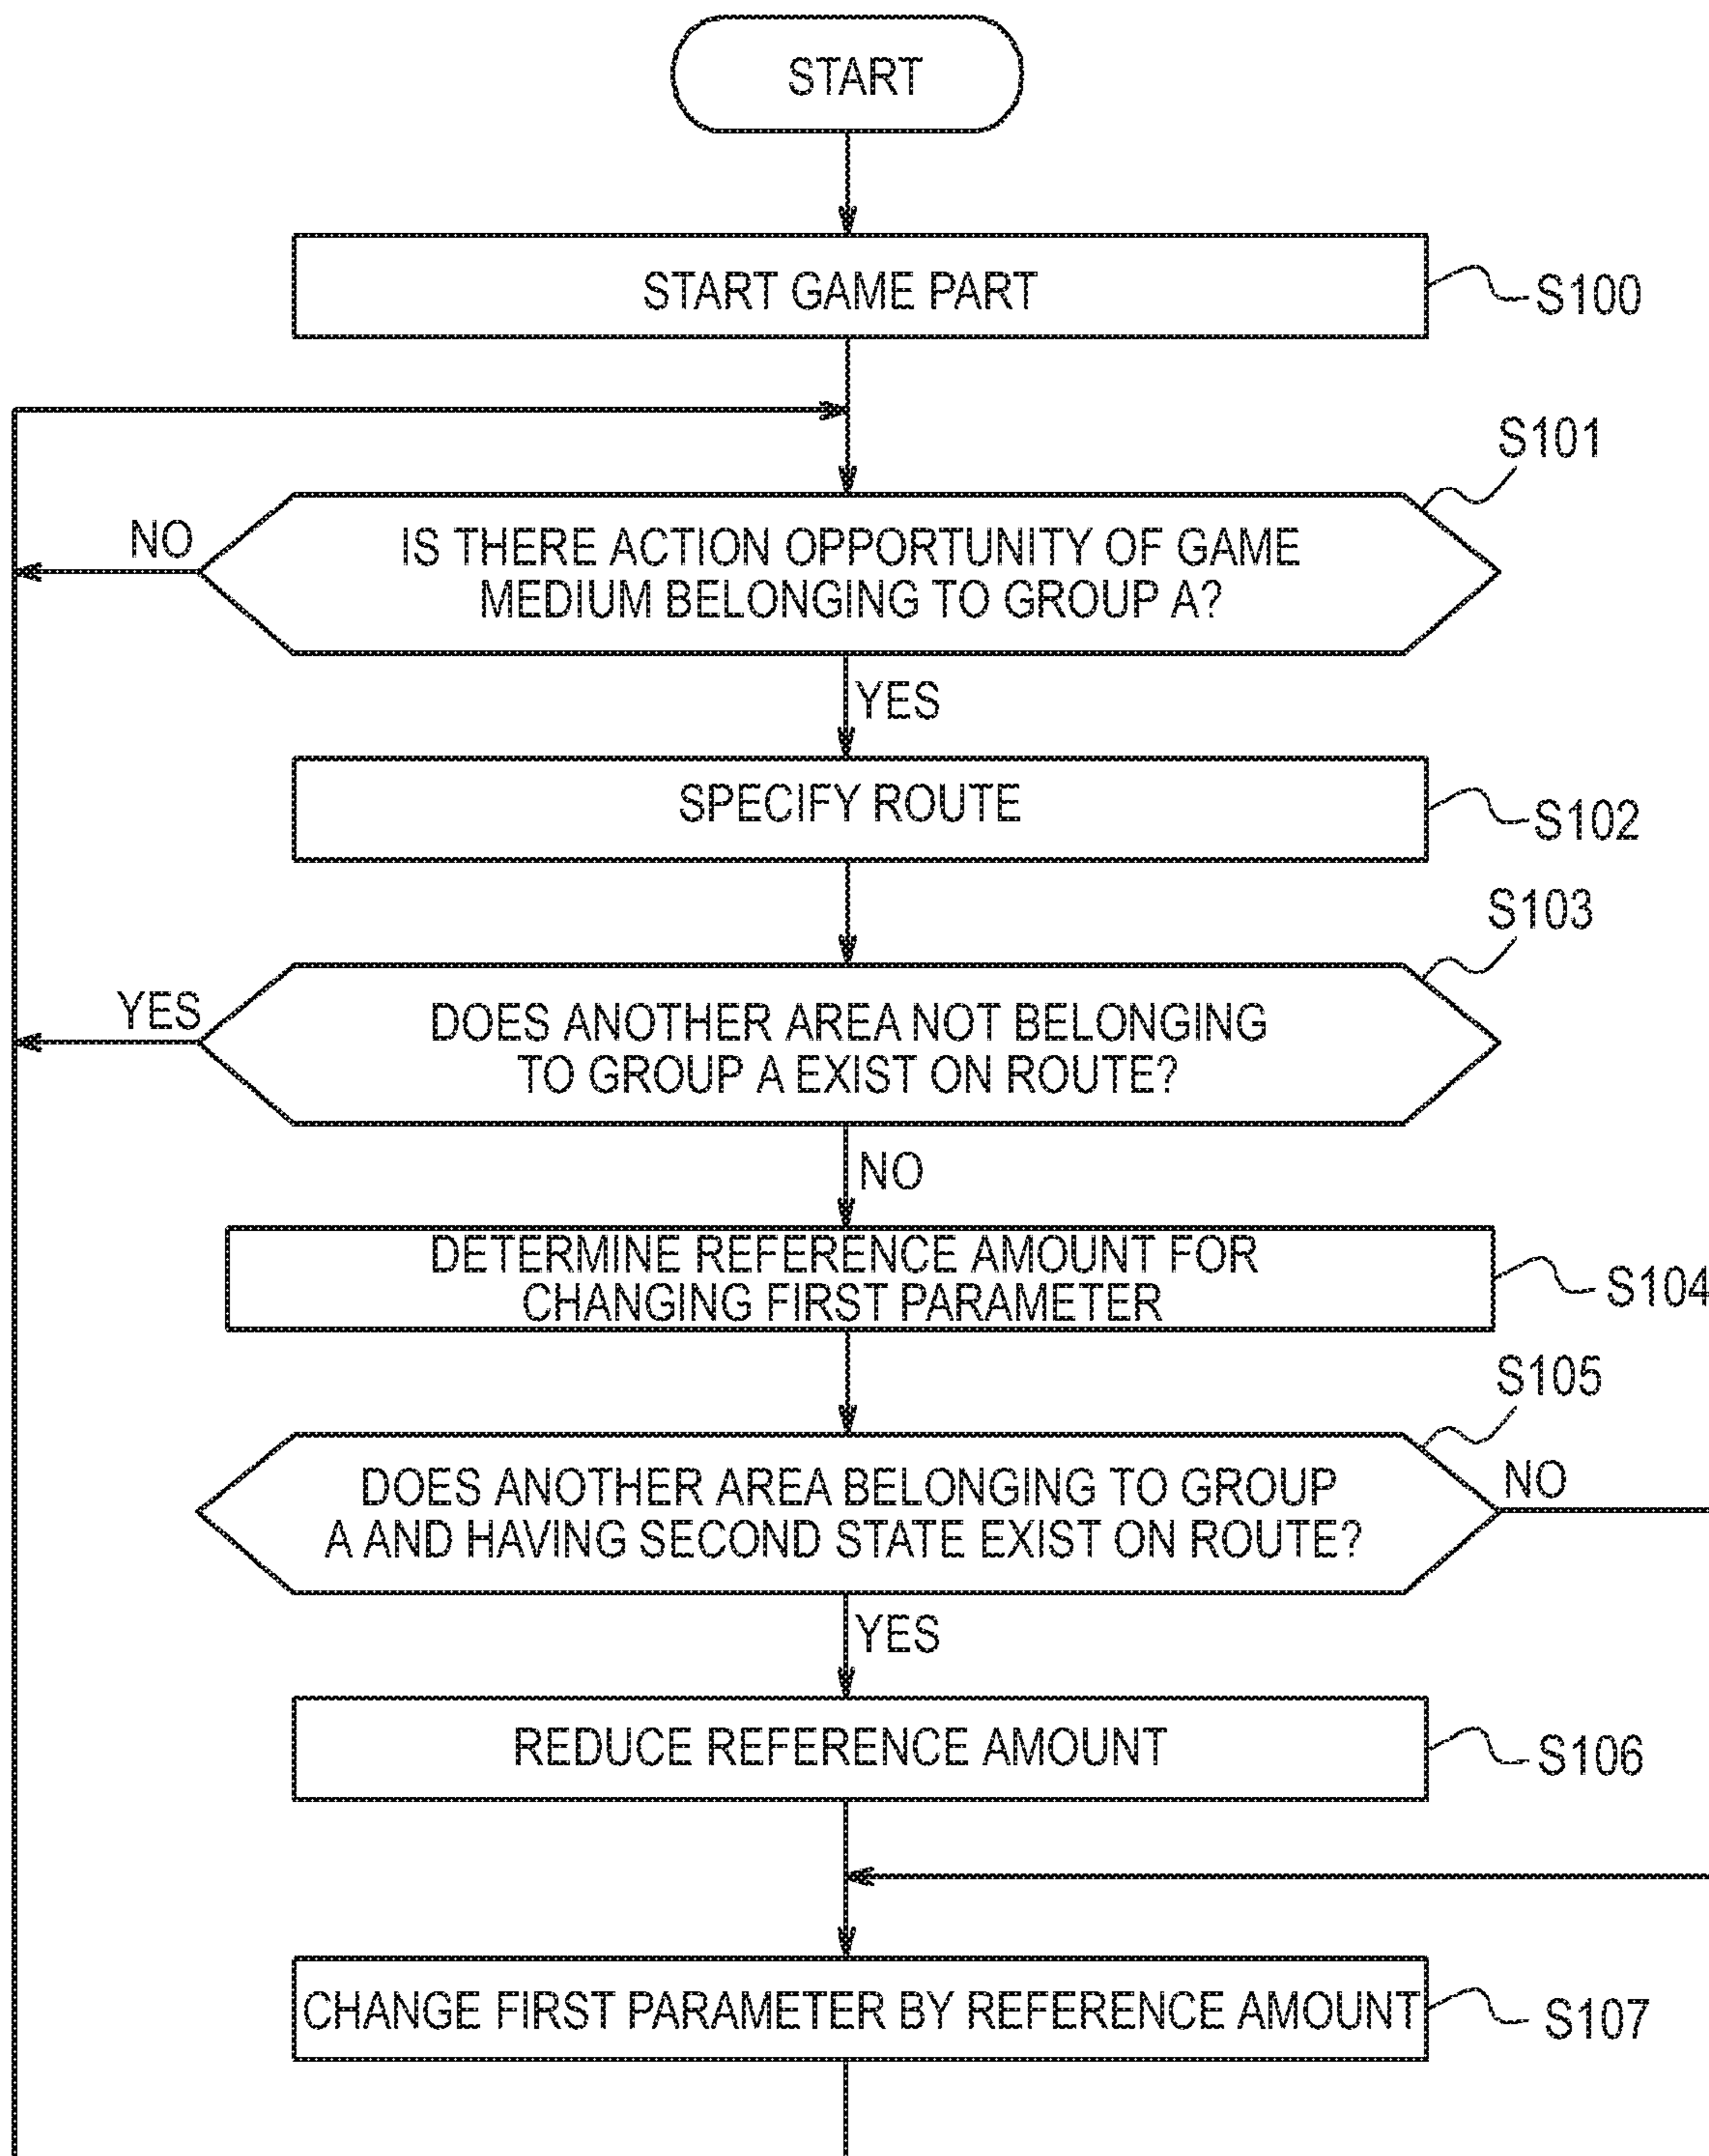 START
START GAME PART
S100
S101
NO
IS THERE ACTION OPPORTUNITY OF GAME
MEDIUM BELONGING TO GROUP A?
YES
SPECIFY ROUTE
S102
S103
YES
DOES ANOTHER AREA NOT BELONGING
TO GROUP A EXIST ON ROUTE?
NO
DETERMINE REFERENCE AMOUNT FOR
CHANGING FIRST PARAMETER
S104
S105
DOES ANOTHER AREA BELONGING TO GROUP
A AND HAVING SECOND STATE EXIST ON ROUTE?
NO
YES
REDUCE REFERENCE AMOUNT
S106
CHANGE FIRST PARAMETER BY REFERENCE AMOUNT
S107